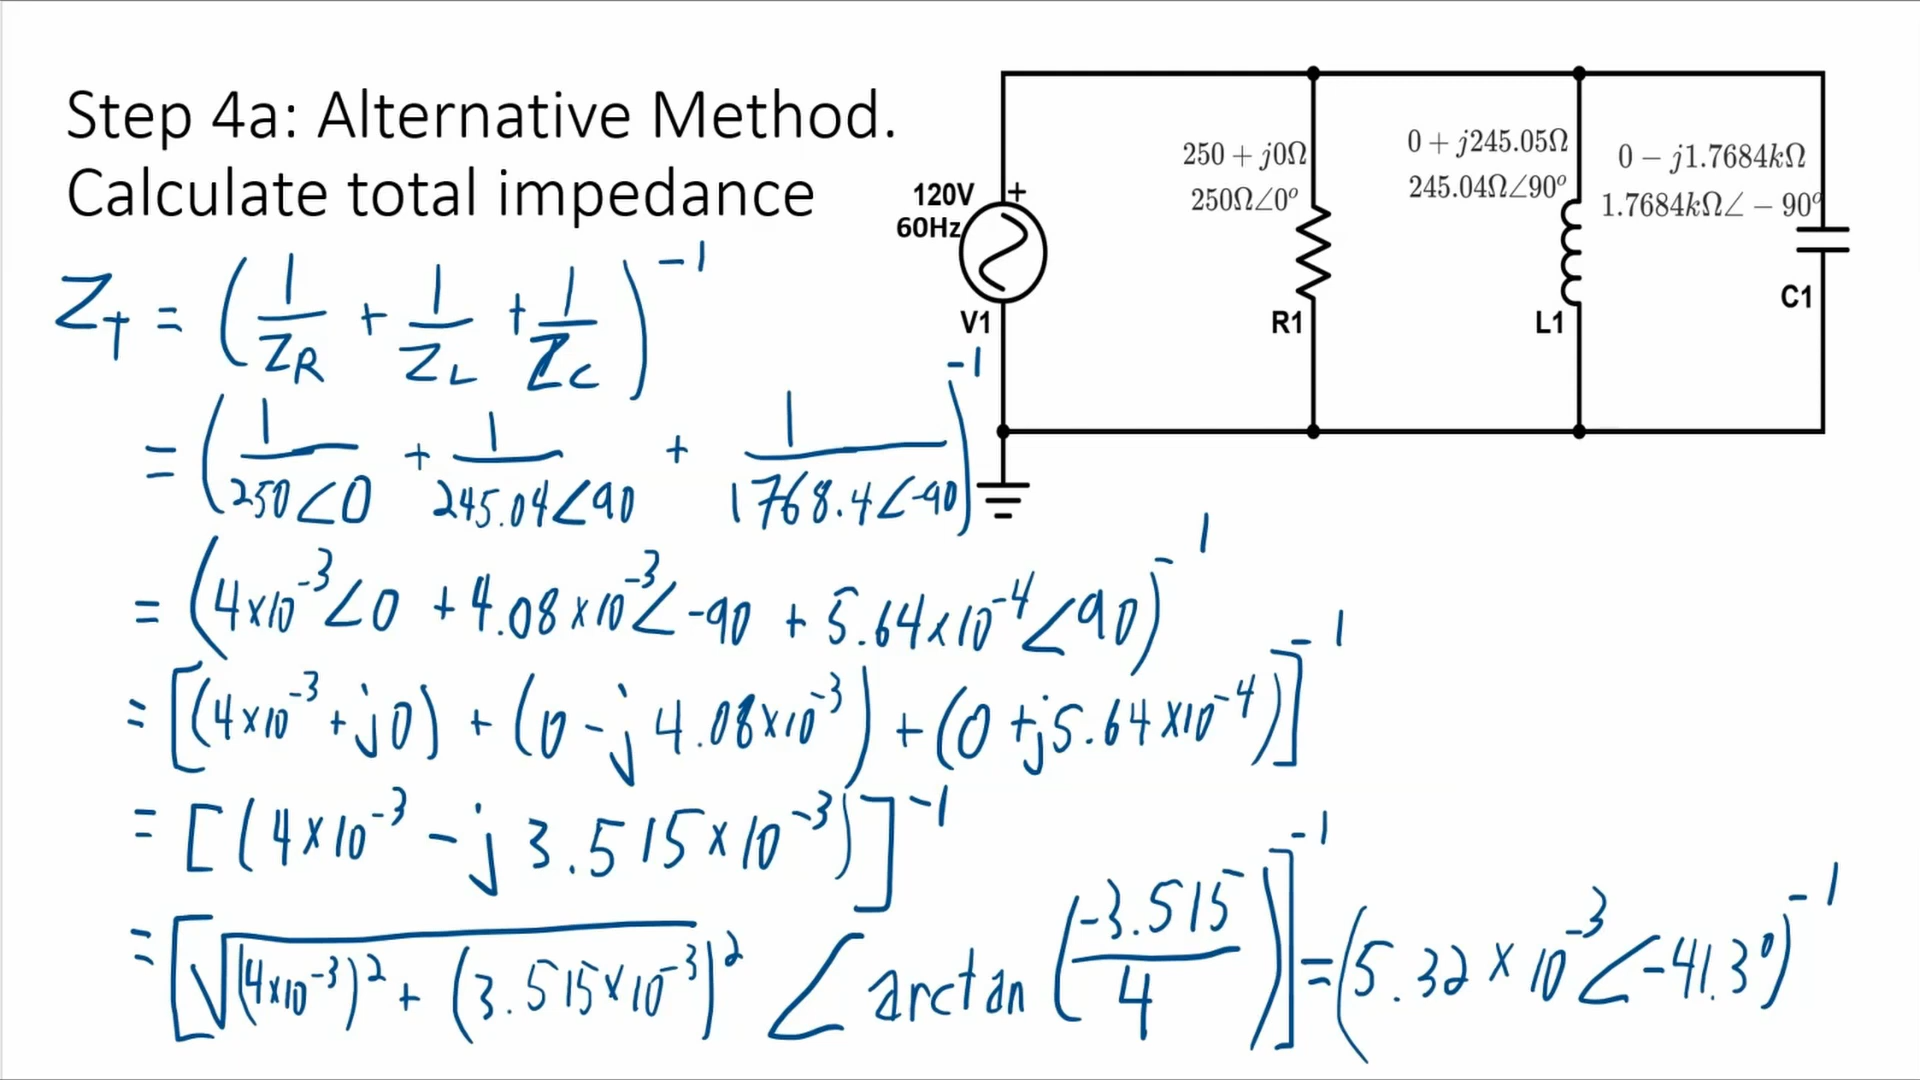 Step 4a: Alternative Method.
Calculate total impedance
120V
60Hz
+
V1
250 + j0Ω
250Ω∠0°
R1
0 + j245.05Ω
245.04Ω∠90°
L1
0 − j1.7684kΩ
1.7684kΩ∠ − 90°
C1
Z_T = (1/Z_R + 1/Z_L + 1/Z_C)^-1
= (1/250∠0 + 1/245.04∠90 + 1/1768.4∠-90)^-1
= (4×10^-3∠0 + 4.08×10^-3∠-90 + 5.64×10^-4∠90)^-1
= [(4×10^-3 + j0) + (0 - j4.08×10^-3) + (0 + j5.64×10^-4)]^-1
= [(4×10^-3 - j3.515×10^-3)]^-1
= [√(4×10^-3)^2 + (3.515×10^-3)^2 ∠ arctan(-3.515/4)]^-1 = (5.32×10^-3∠-41.3°)^-1